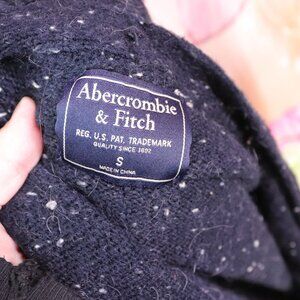 Abercrombie
& Fitch
REG. U.S. PAT. TRADEMARK
QUALITY SINCE 1892
S
MADE IN CHINA